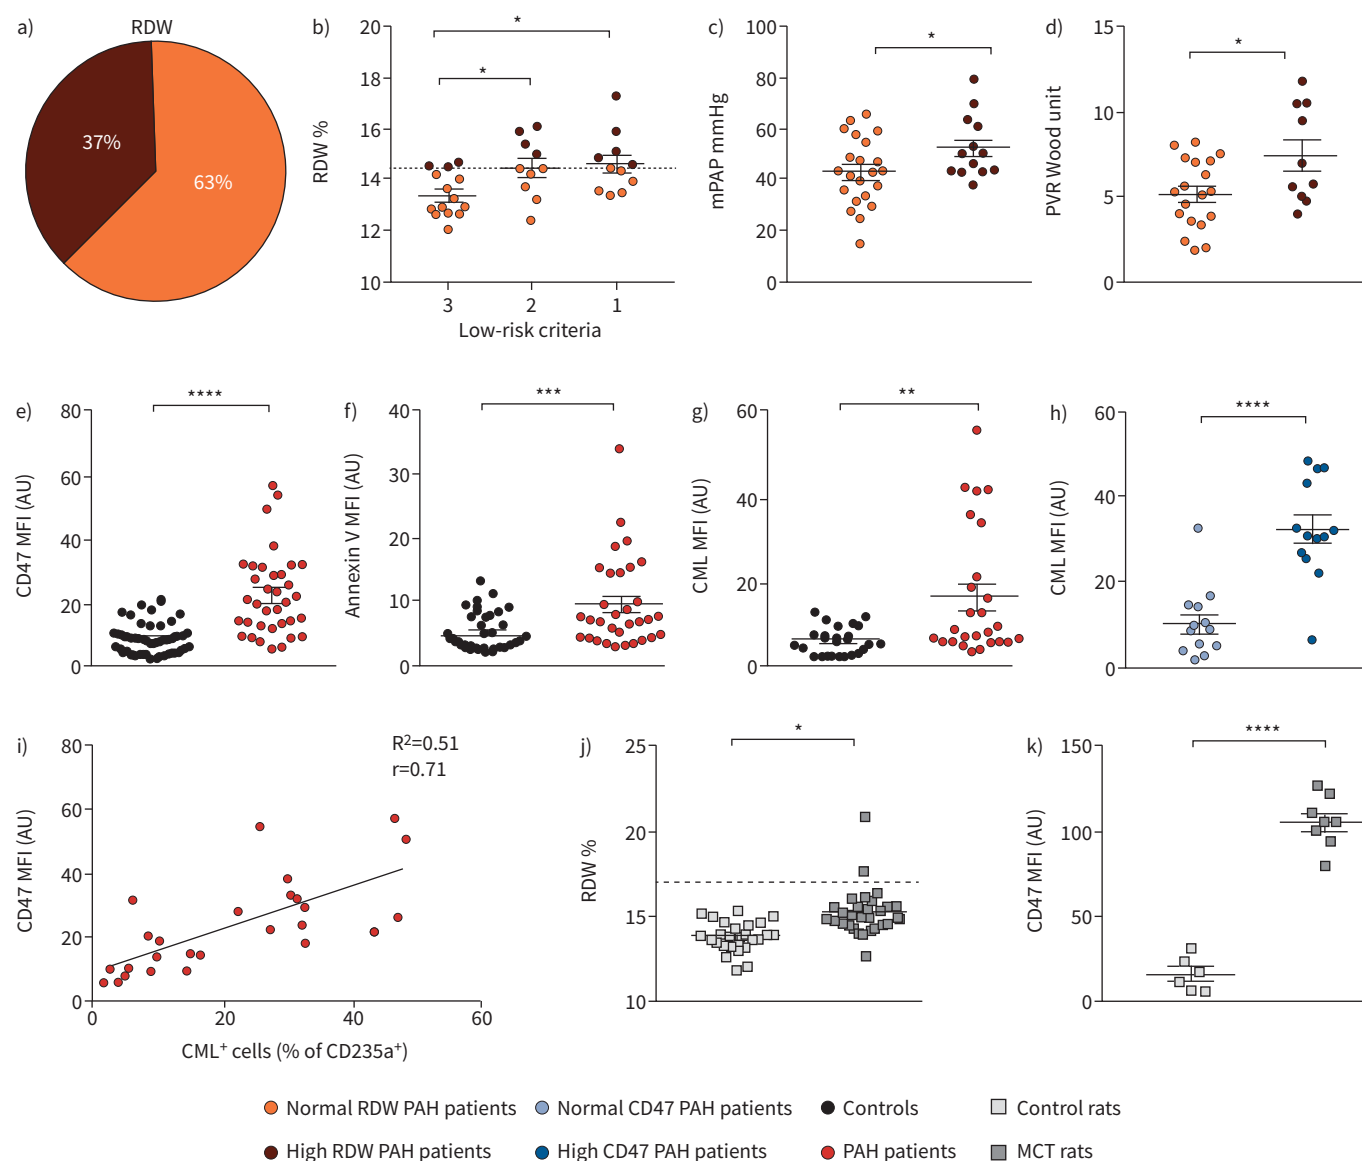 a)
RDW
37%
63%
b)
RDW %
20
18
16
14
12
10
*
*
3
2
1
Low-risk criteria
c)
mPAP mmHg
100
80
60
40
20
0
*
d)
PVR Wood unit
15
10
5
0
*
e)
CD47 MFI (AU)
80
60
40
20
0
****
f)
Annexin V MFI (AU)
40
30
20
10
0
***
g)
CML MFI (AU)
60
40
20
0
**
h)
CML MFI (AU)
60
40
20
0
****
i)
CD47 MFI (AU)
80
60
40
20
0
R²=0.51
r=0.71
0
20
40
60
CML⁺ cells (% of CD235a⁺)
j)
RDW %
25
20
15
10
*
k)
CD47 MFI (AU)
150
100
50
0
****
Normal RDW PAH patients
Normal CD47 PAH patients
Controls
Control rats
High RDW PAH patients
High CD47 PAH patients
PAH patients
MCT rats